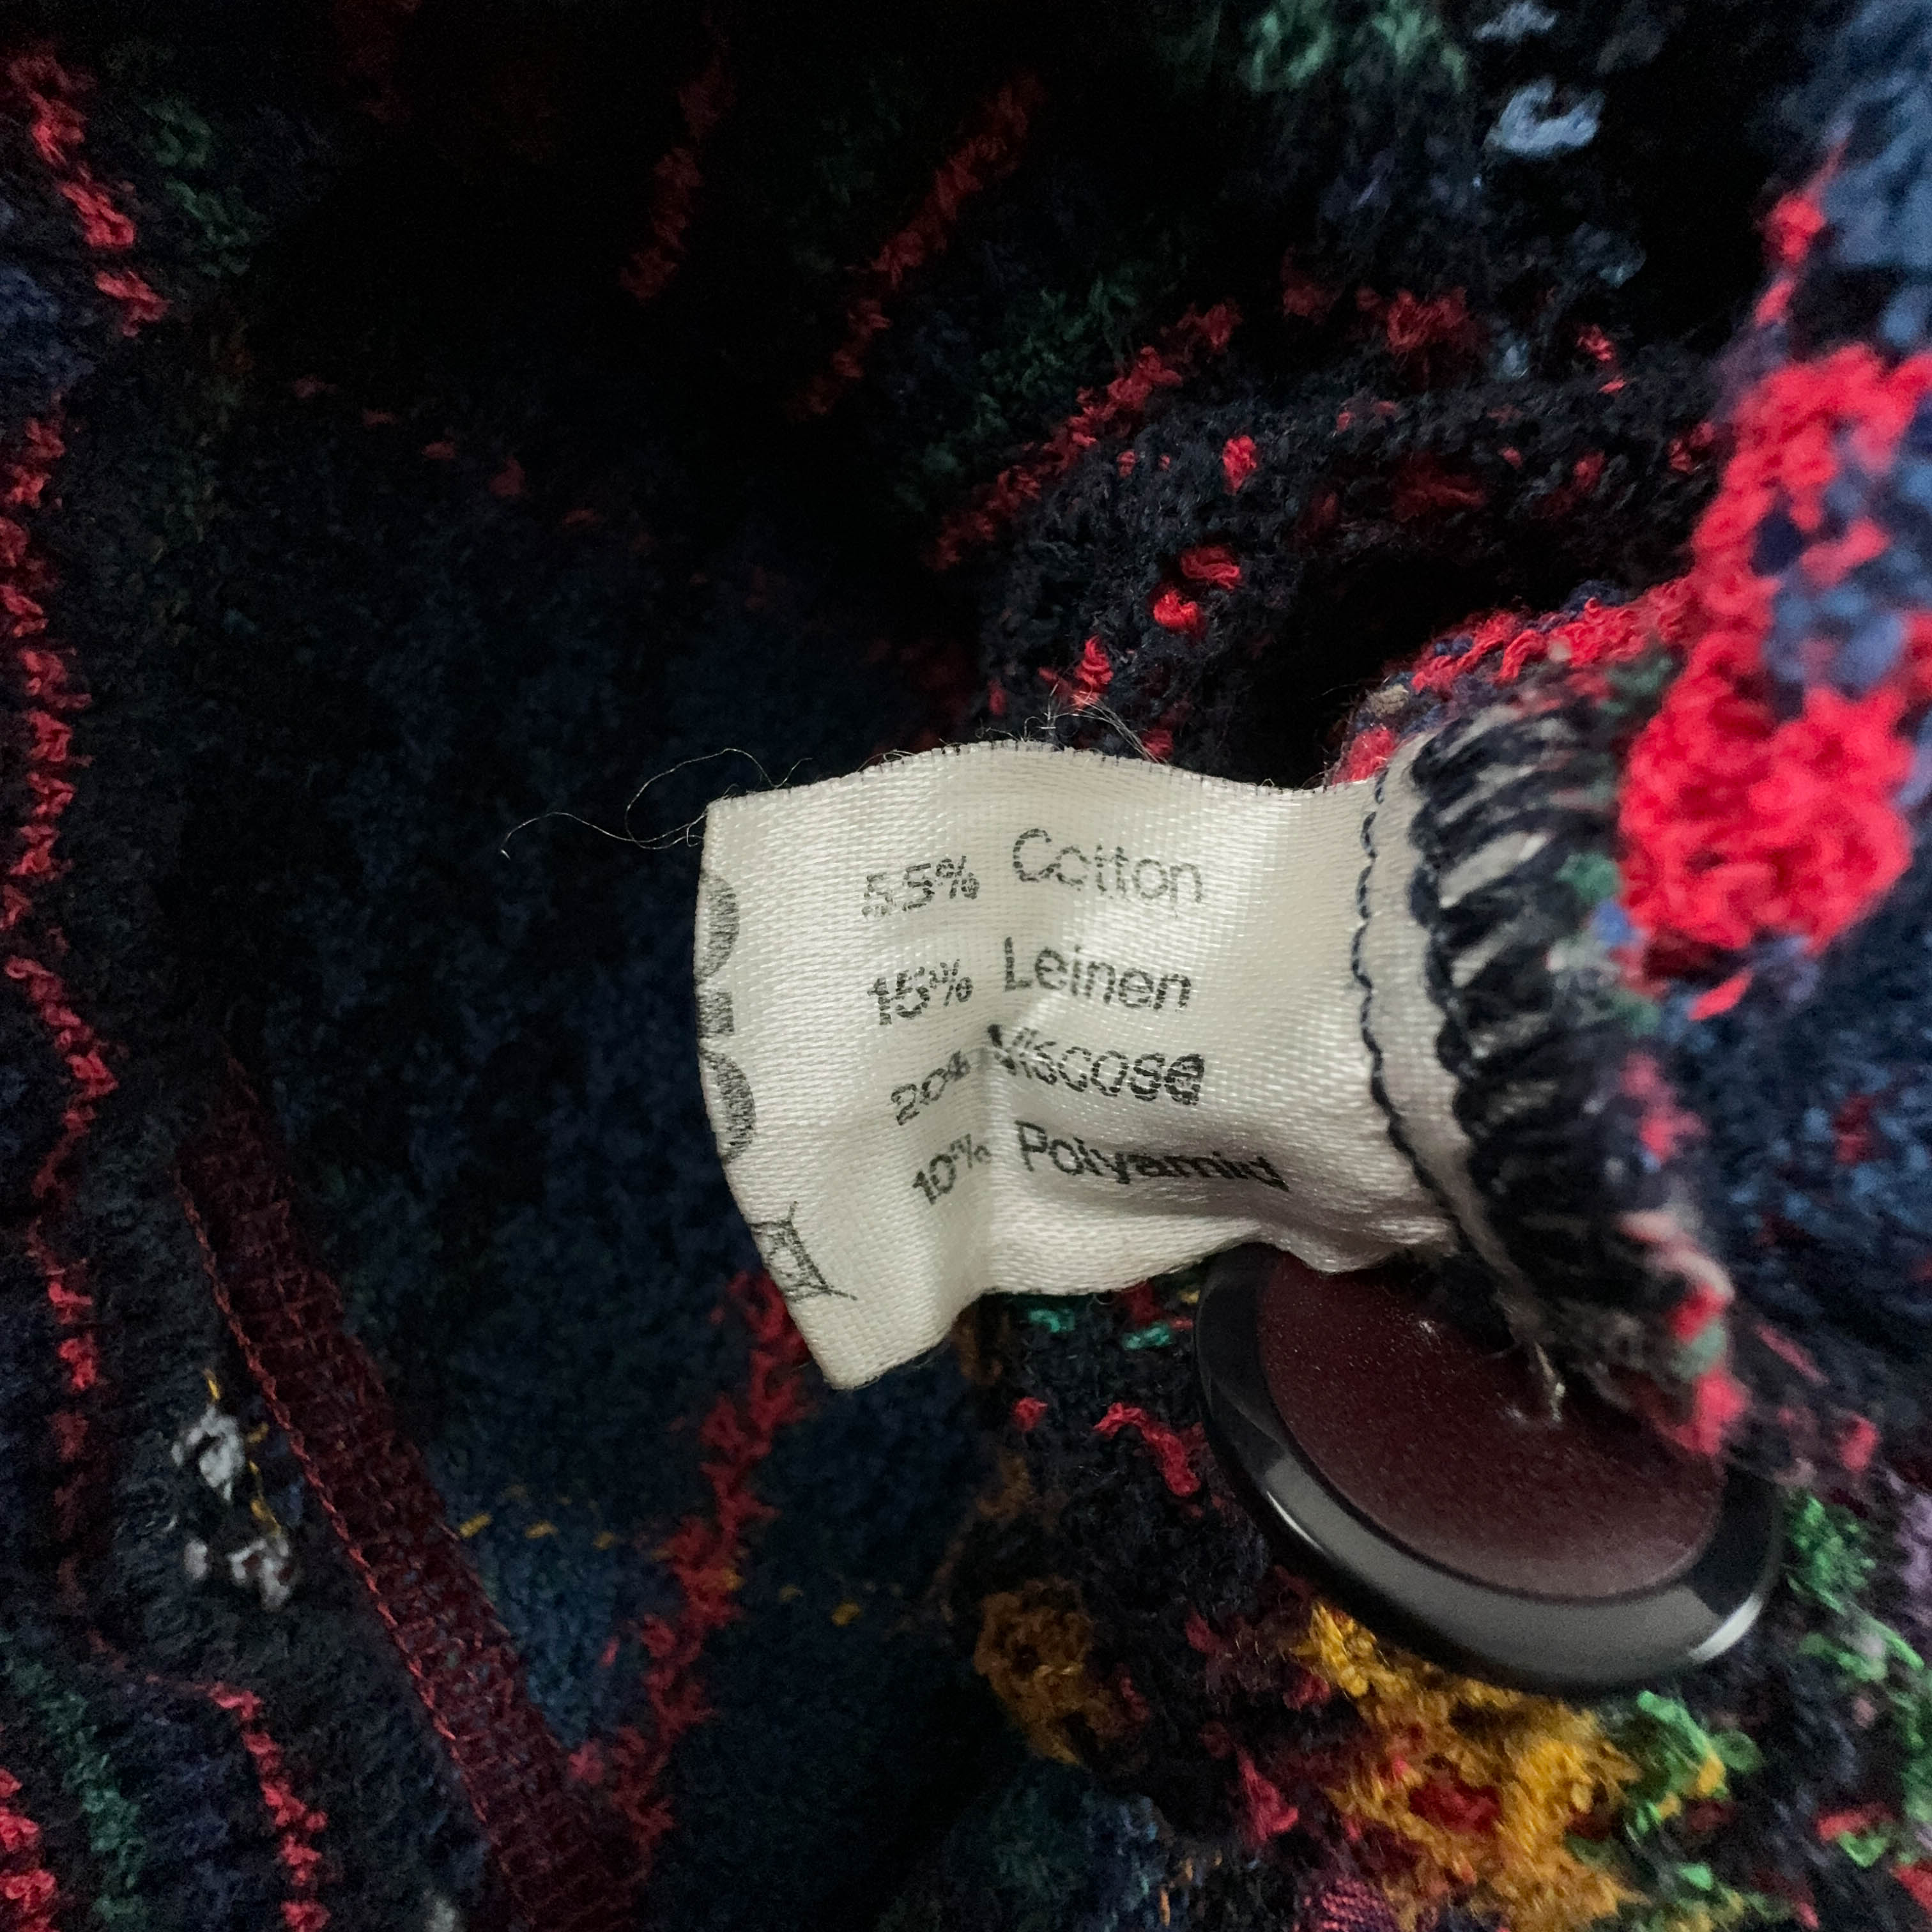 55% Cotton
15% Leinen
20% Viscose
10% Polyamid